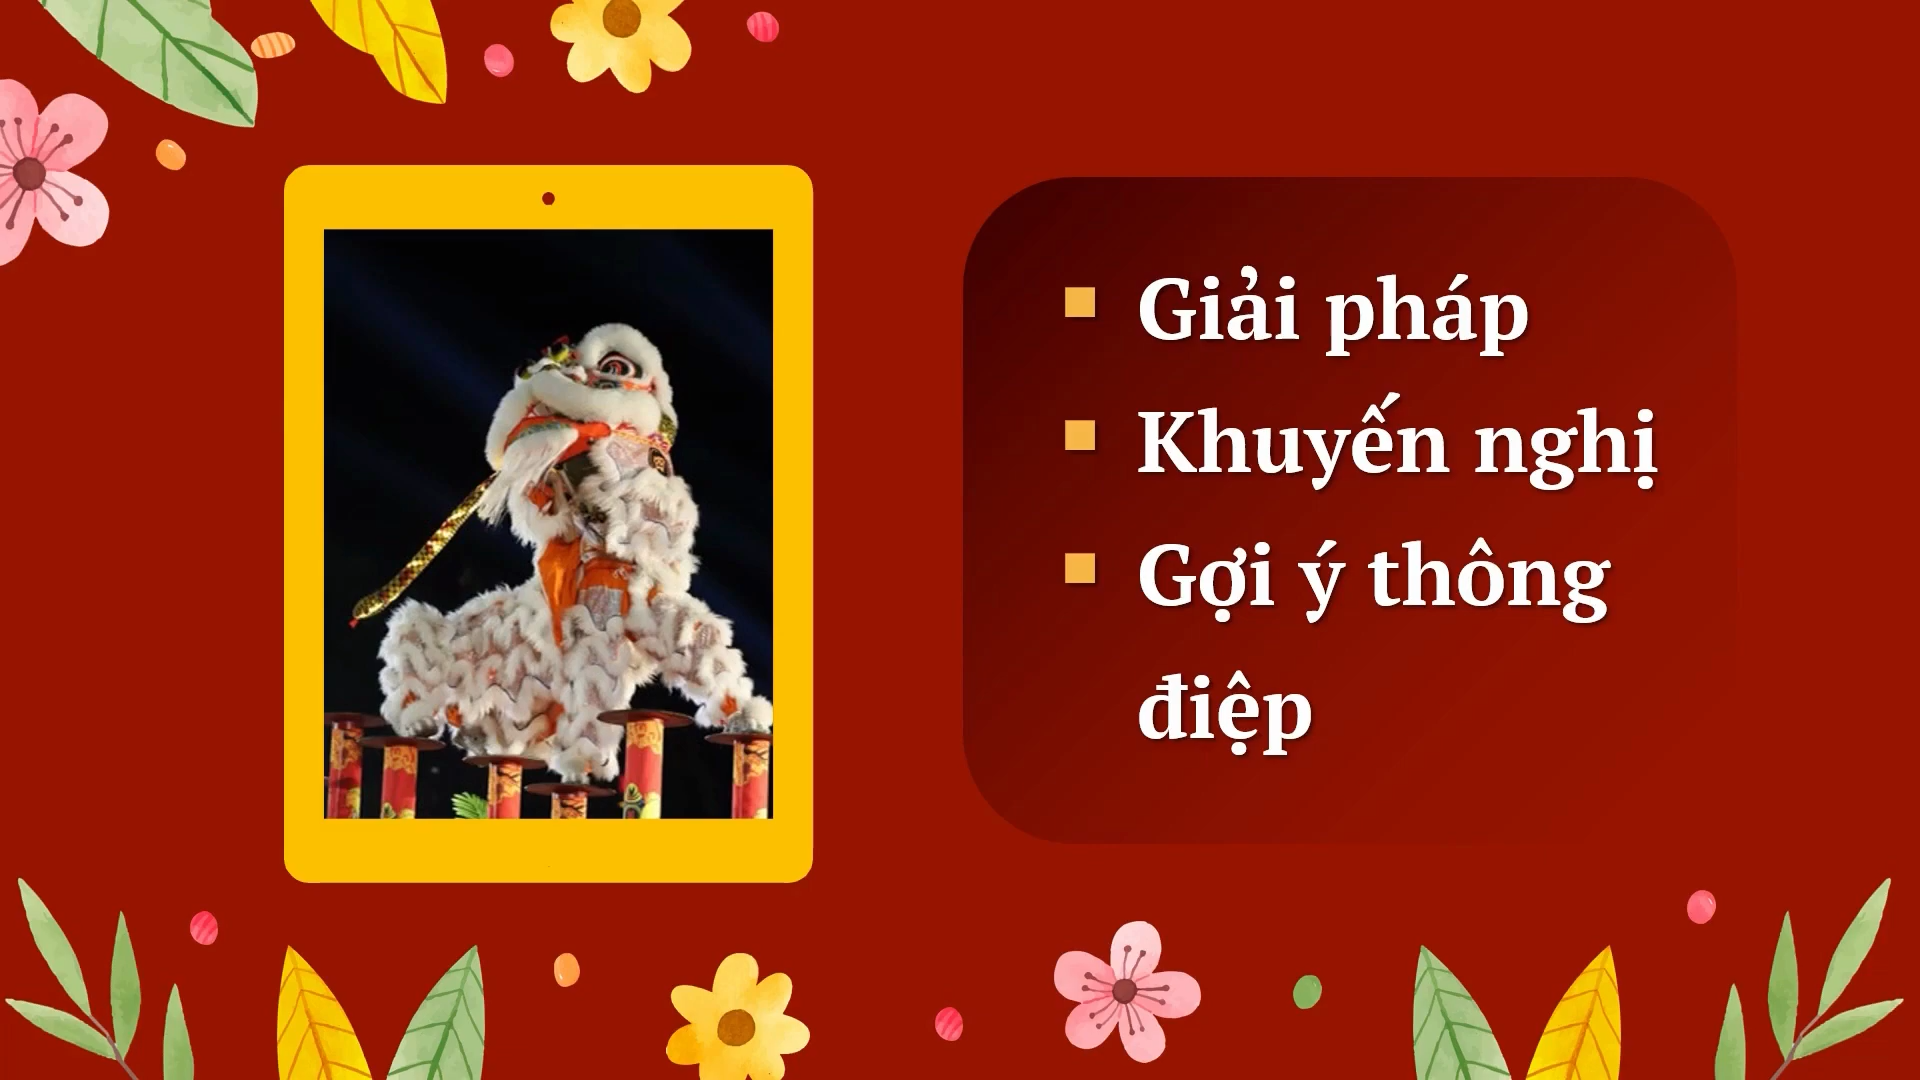 Giải pháp
Khuyến nghị
Gợi ý thông
điệp